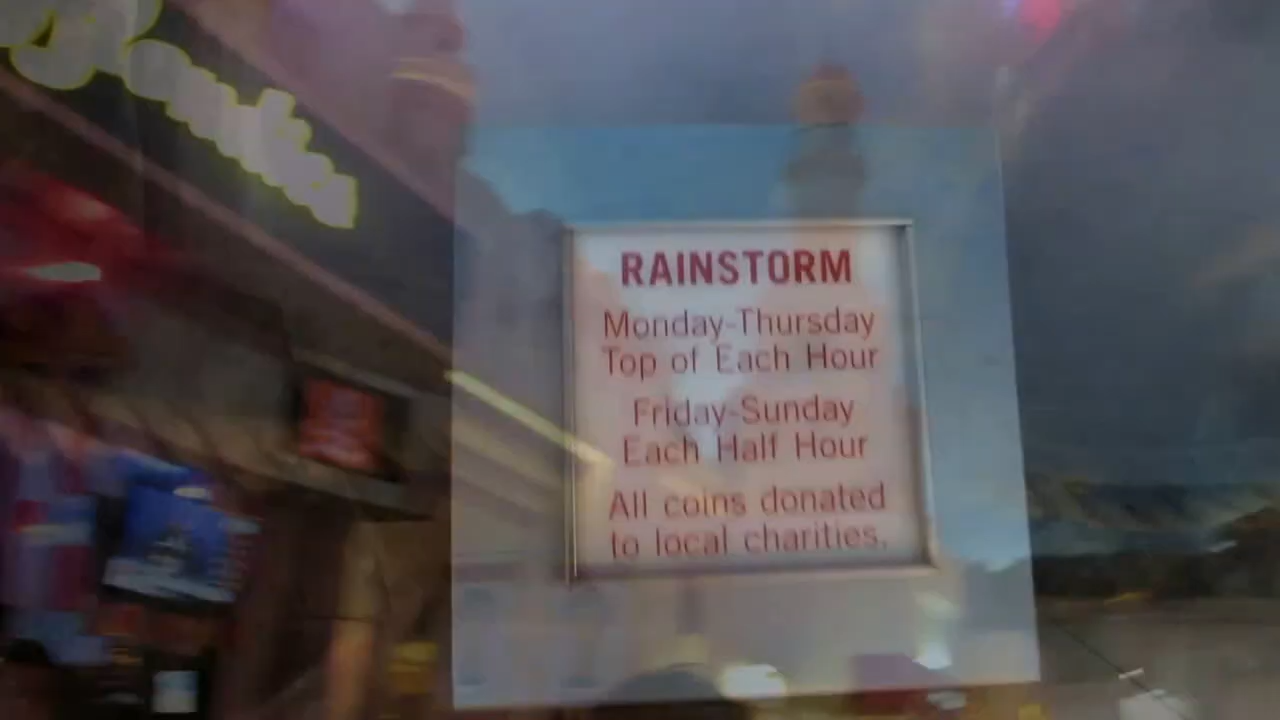 RAINSTORM
Monday-Thursday
Top of Each Hour
Friday-Sunday
Each Half Hour
All coins donated
to local charities.